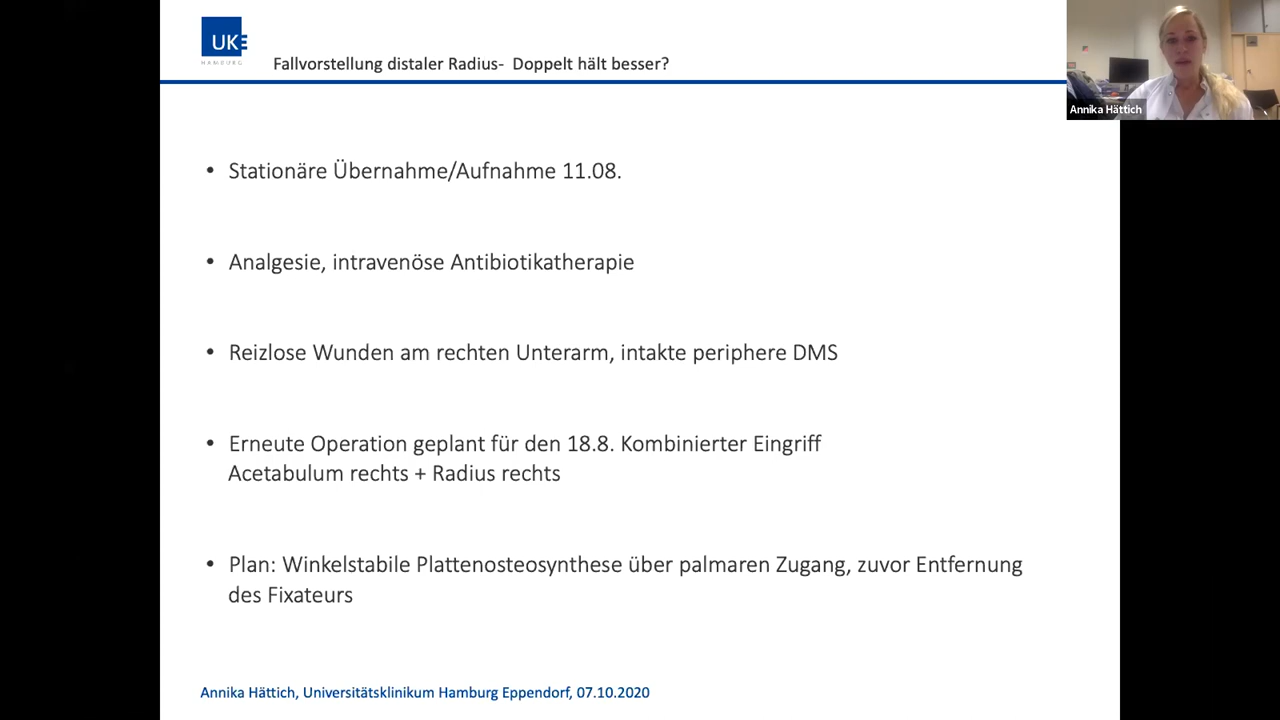 UKE
HAMBURG
Fallvorstellung distaler Radius- Doppelt hält besser?
Annika Hättich
• Stationäre Übernahme/Aufnahme 11.08.
• Analgesie, intravenöse Antibiotikatherapie
• Reizlose Wunden am rechten Unterarm, intakte periphere DMS
• Erneute Operation geplant für den 18.8. Kombinierter Eingriff
Acetabulum rechts + Radius rechts
• Plan: Winkelstabile Plattenosteosynthese über palmaren Zugang, zuvor Entfernung
des Fixateurs
Annika Hättich, Universitätsklinikum Hamburg Eppendorf, 07.10.2020